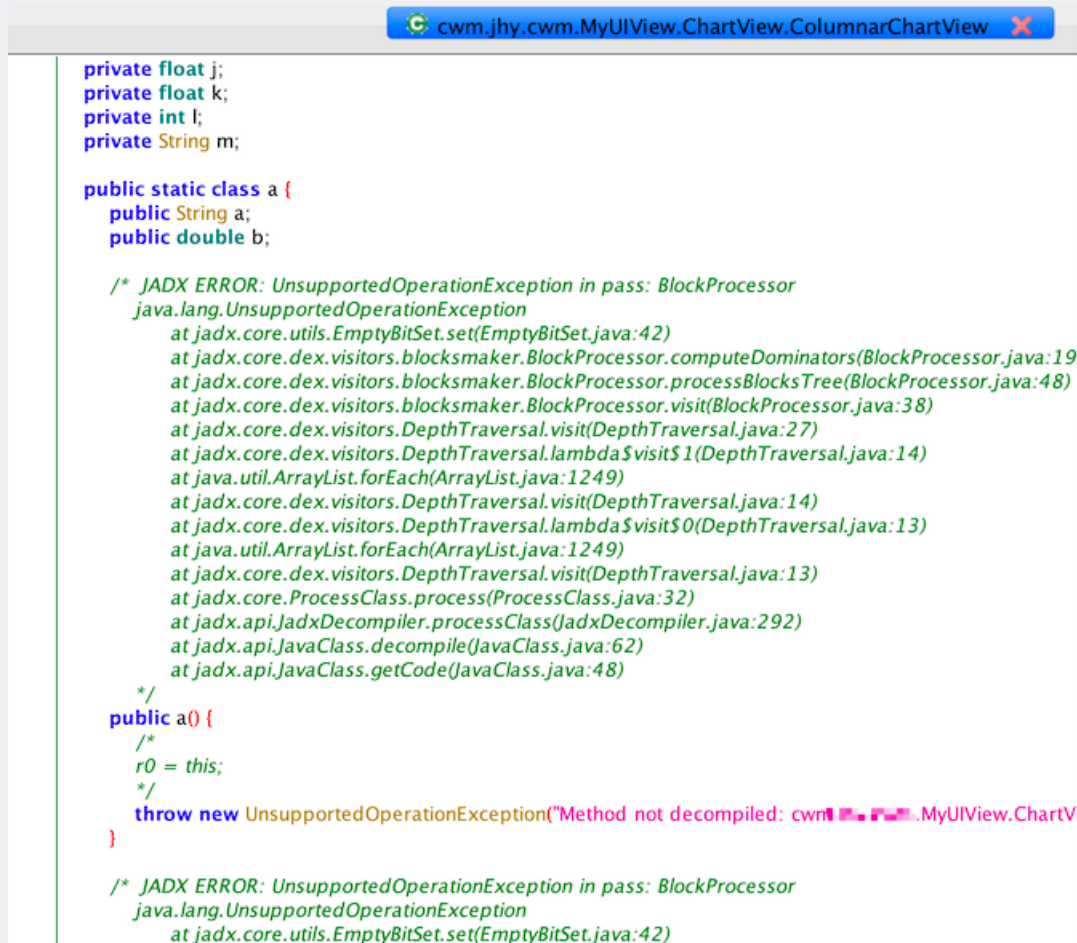 cwm.jhy.cwm.MyUIView.ChartView.ColumnarChartView
private float j;
private float k;
private int l;
private String m;
public static class a {
public String a;
public double b;
/* JADX ERROR: UnsupportedOperationException in pass: BlockProcessor
java.lang.UnsupportedOperationException
at jadx.core.utils.EmptyBitSet.set(EmptyBitSet.java:42)
at jadx.core.dex.visitors.blocksmaker.BlockProcessor.computeDominators(BlockProcessor.java:19
at jadx.core.dex.visitors.blocksmaker.BlockProcessor.processBlocksTree(BlockProcessor.java:48)
at jadx.core.dex.visitors.blocksmaker.BlockProcessor.visit(BlockProcessor.java:38)
at jadx.core.dex.visitors.DepthTraversal.visit(DepthTraversal.java:27)
at jadx.core.dex.visitors.DepthTraversal.lambda$visit$1(DepthTraversal.java:14)
at java.util.ArrayList.forEach(ArrayList.java:1249)
at jadx.core.dex.visitors.DepthTraversal.visit(DepthTraversal.java:14)
at jadx.core.dex.visitors.DepthTraversal.lambda$visit$0(DepthTraversal.java:13)
at java.util.ArrayList.forEach(ArrayList.java:1249)
at jadx.core.dex.visitors.DepthTraversal.visit(DepthTraversal.java:13)
at jadx.core.ProcessClass.process(ProcessClass.java:32)
at jadx.api.JadxDecompiler.processClass(JadxDecompiler.java:292)
at jadx.api.JavaClass.decompile(JavaClass.java:62)
at jadx.api.JavaClass.getCode(JavaClass.java:48)
*/
public a() {
/*
r0 = this;
*/
throw new UnsupportedOperationException("Method not decompiled: cwm .MyUIView.ChartV
}
/* JADX ERROR: UnsupportedOperationException in pass: BlockProcessor
java.lang.UnsupportedOperationException
at jadx.core.utils.EmptyBitSet.set(EmptyBitSet.java:42)